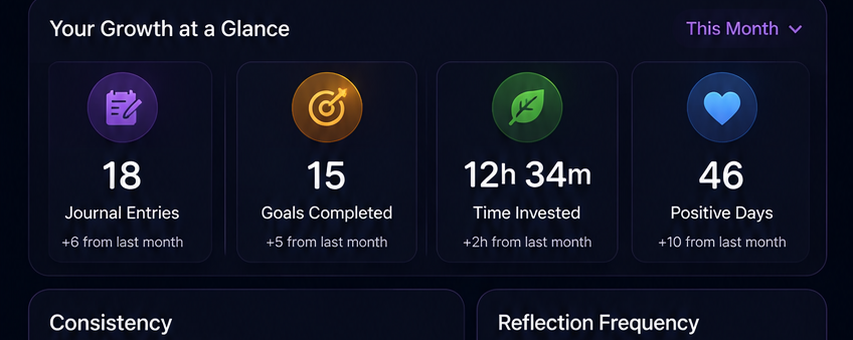 Your Growth at a Glance
This Month
18
Journal Entries
+6 from last month
15
Goals Completed
+5 from last month
12h 34m
Time Invested
+2h from last month
46
Positive Days
+10 from last month
Consistency
Reflection Frequency